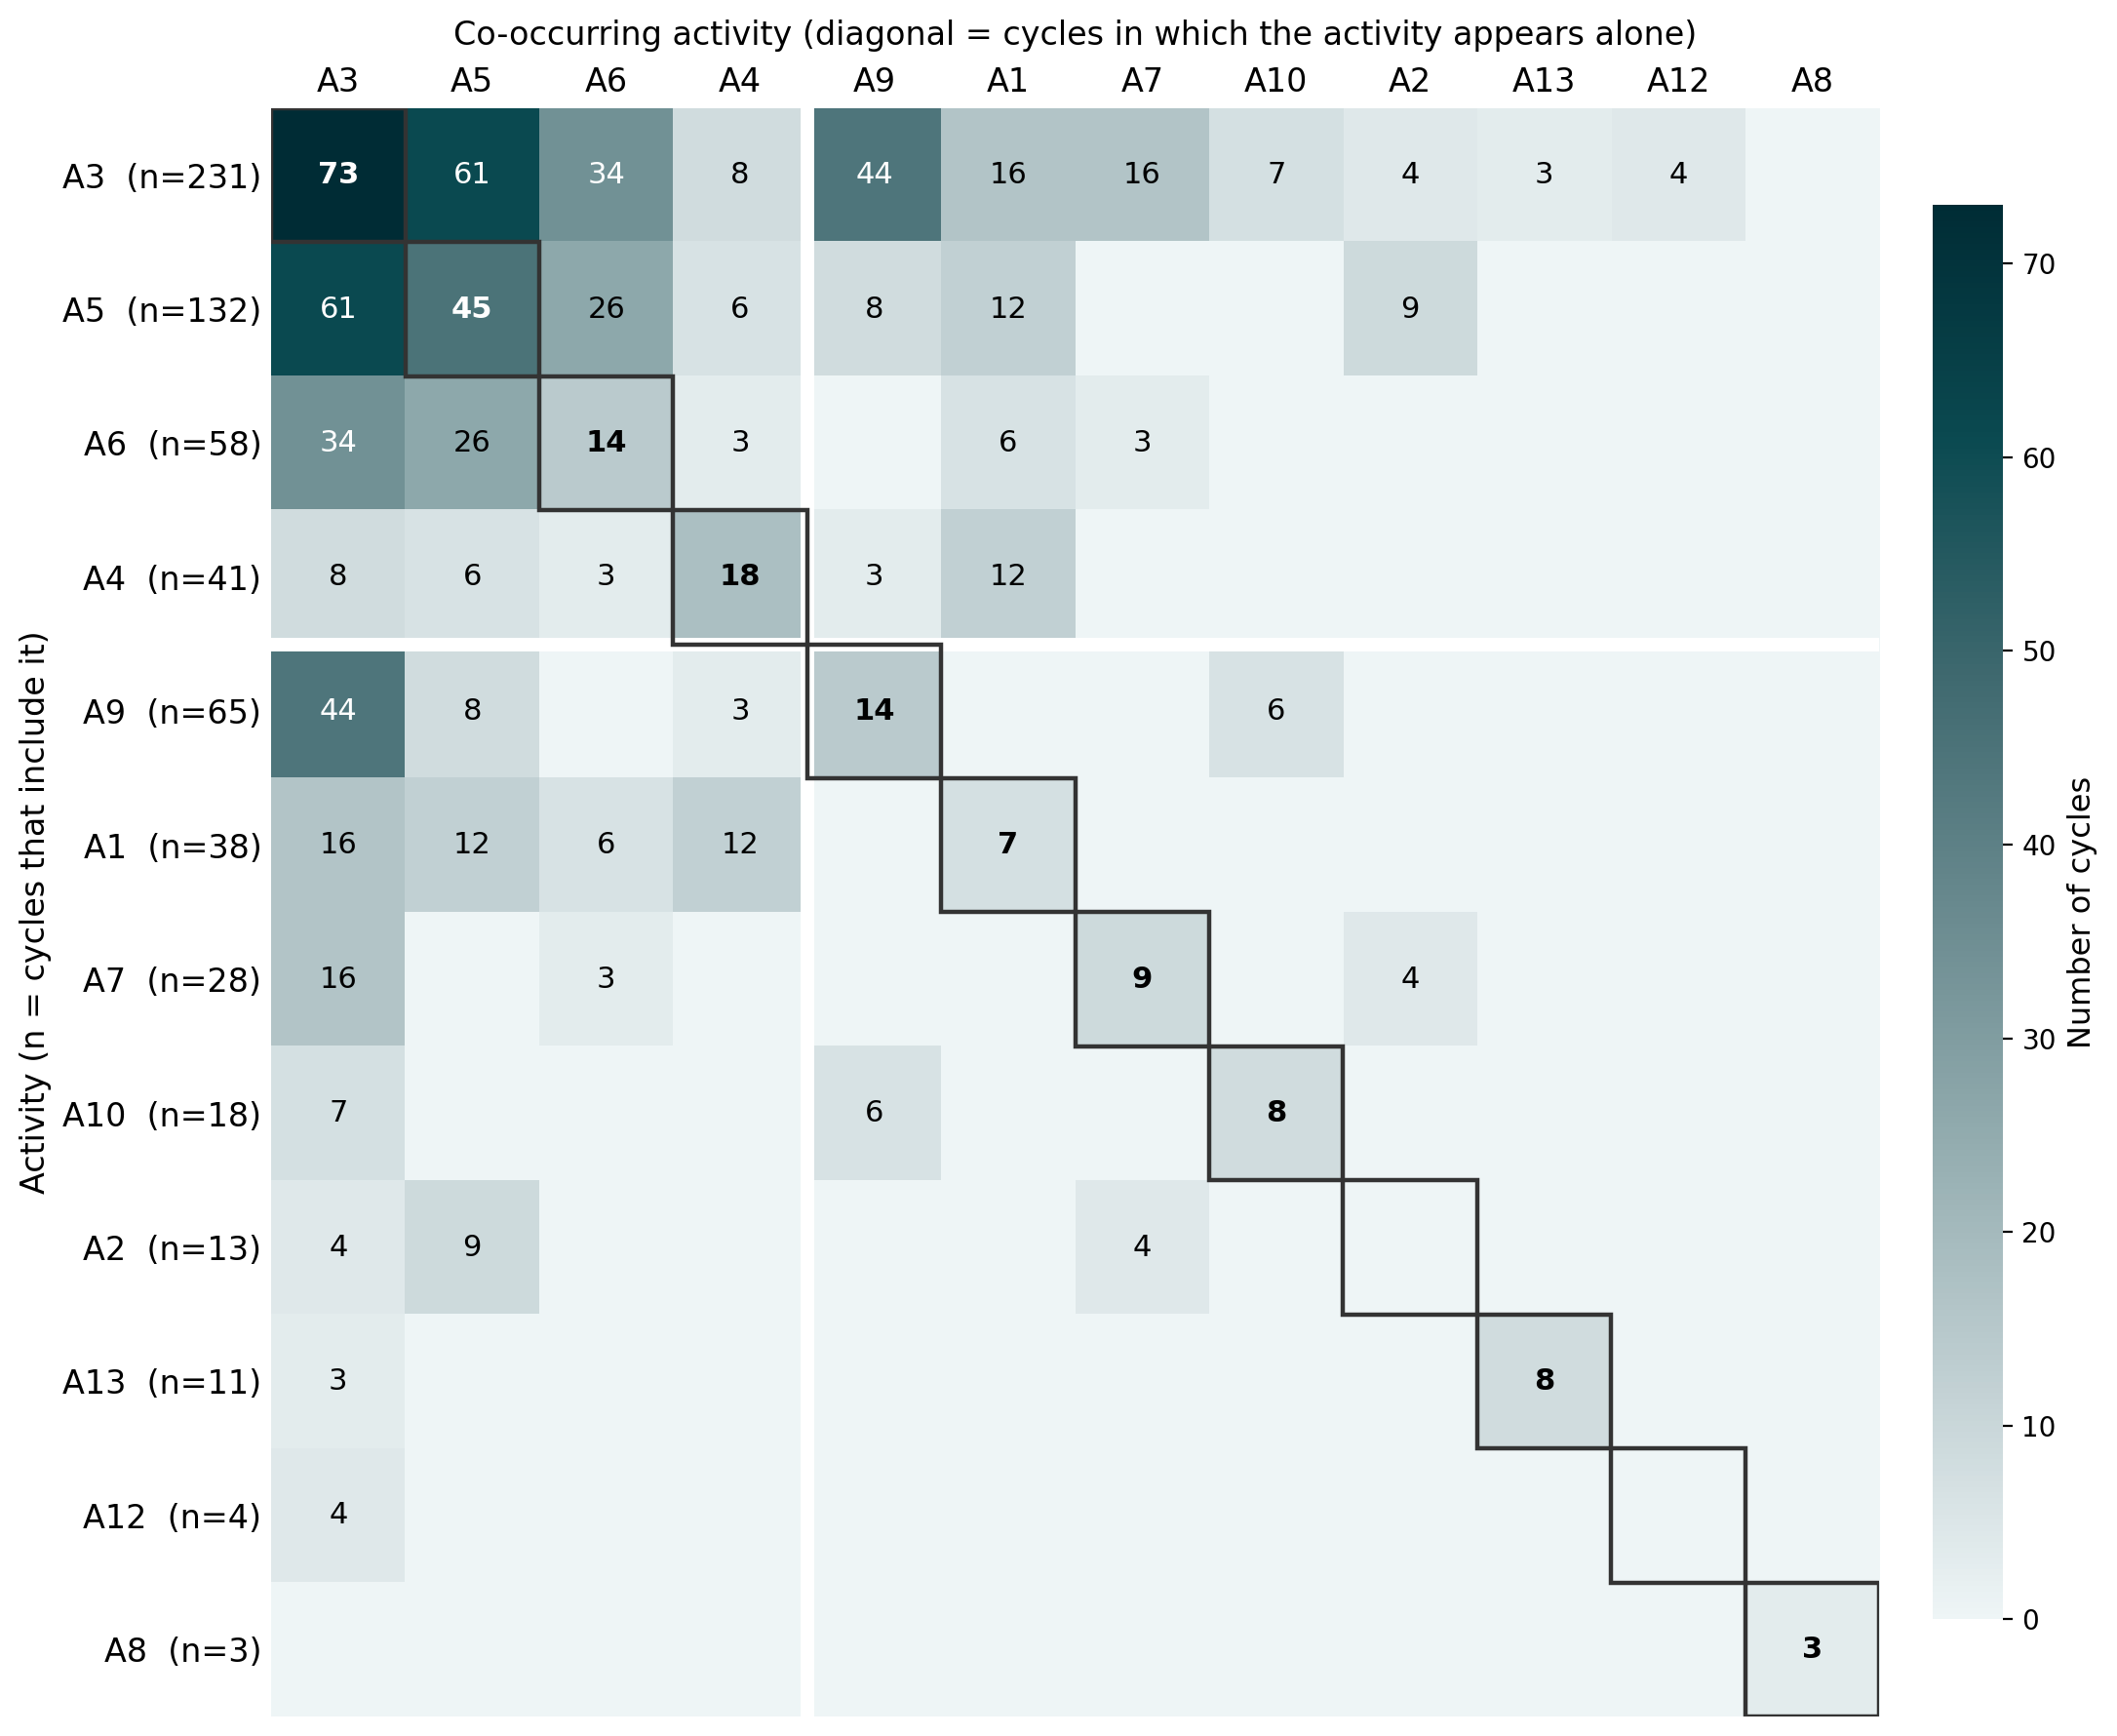 Co-occurring activity (diagonal = cycles in which the activity appears alone)
A3 A5 A6 A4 A9 A1 A7 A10 A2 A13 A12 A8
A3 (n=231) 73 61 34 8 44 16 16 7 4 3 4
A5 (n=132) 61 45 26 6 8 12 9
A6 (n=58) 34 26 14 3 6 3
A4 (n=41) 8 6 3 18 3 12
A9 (n=65) 44 8 3 14 6
A1 (n=38) 16 12 6 12 7
A7 (n=28) 16 3 9 4
A10 (n=18) 7 6 8
A2 (n=13) 4 9 4
A13 (n=11) 3 8
A12 (n=4) 4
A8 (n=3) 3
Activity (n = cycles that include it)
70
60
50
40
30
20
10
0
Number of cycles